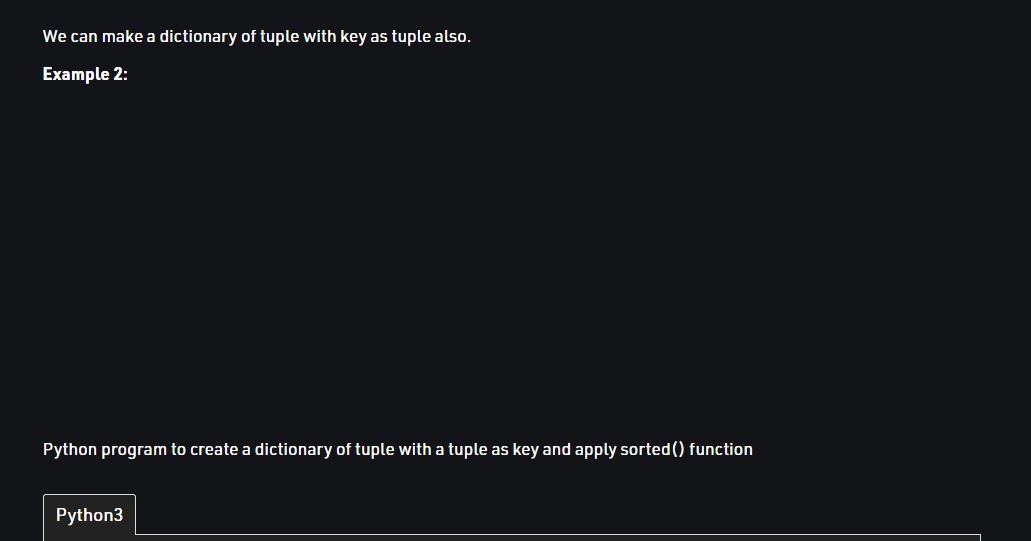 We can make a dictionary of tuple with key as tuple also.
Example 2:
Python program to create a dictionary of tuple with a tuple as key and apply sorted() function
Python3